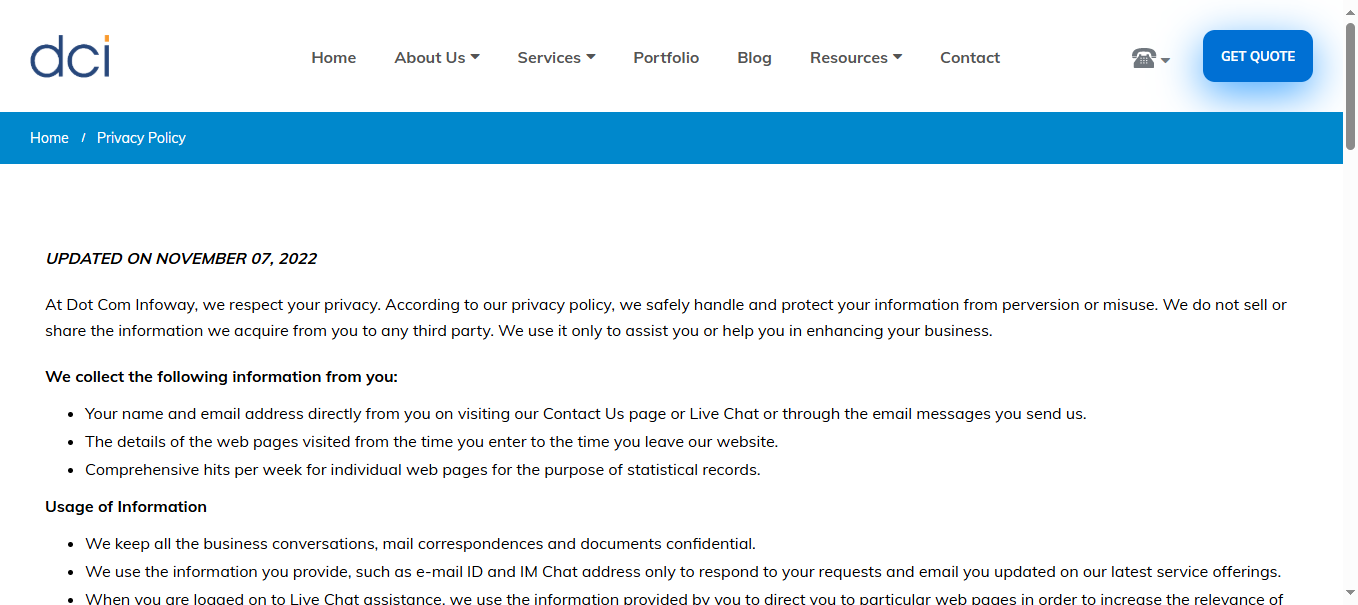 dci
Home About Us Services Portfolio Blog Resources Contact GET QUOTE
Home / Privacy Policy
UPDATED ON NOVEMBER 07, 2022
At Dot Com Infoway, we respect your privacy. According to our privacy policy, we safely handle and protect your information from perversion or misuse. We do not sell or
share the information we acquire from you to any third party. We use it only to assist you or help you in enhancing your business.
We collect the following information from you:
• Your name and email address directly from you on visiting our Contact Us page or Live Chat or through the email messages you send us.
• The details of the web pages visited from the time you enter to the time you leave our website.
• Comprehensive hits per week for individual web pages for the purpose of statistical records.
Usage of Information
• We keep all the business conversations, mail correspondences and documents confidential.
• We use the information you provide, such as e-mail ID and IM Chat address only to respond to your requests and email you updated on our latest service offerings.
• When you are logged on to Live Chat assistance, we use the information provided by you to direct you to particular web pages in order to increase the relevance of